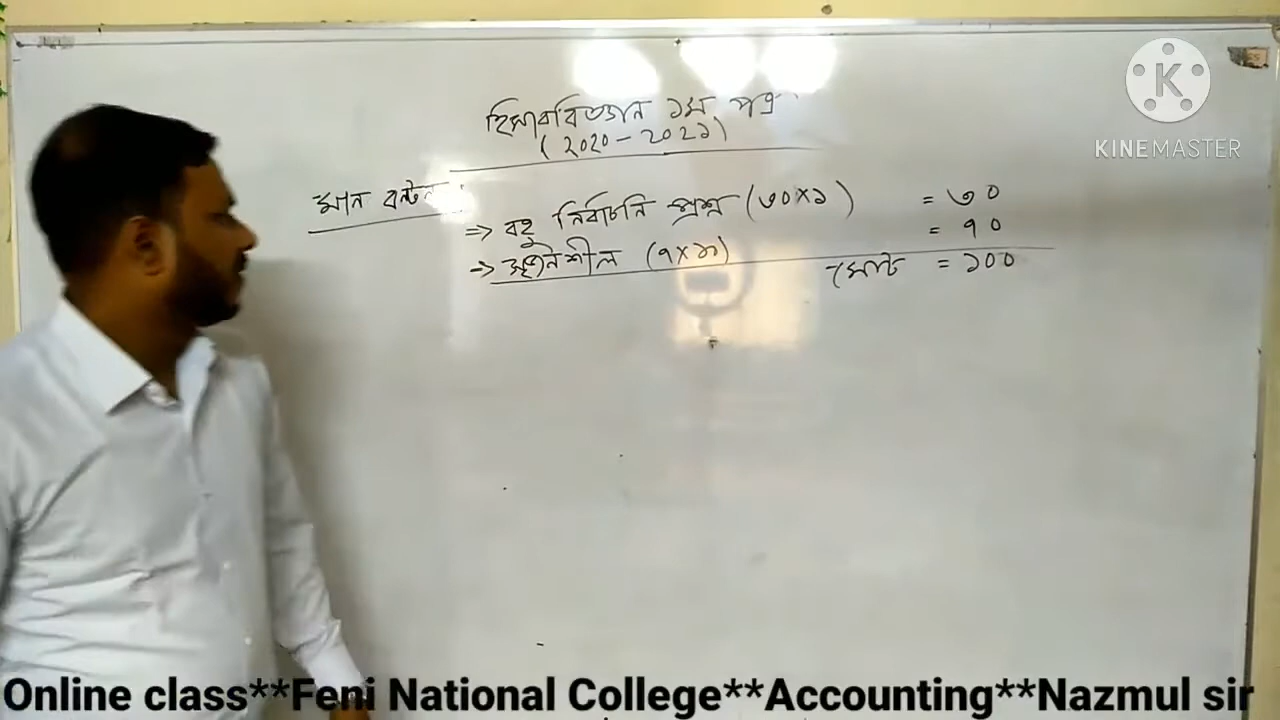 হিসাববিজ্ঞান ১ম পত্র
(২০২০-২০২১)
মান বন্টন
=> বহু নির্বাচনি প্রশ্ন (৩০×১) = ৩০
-> সৃজনশীল (৭×১০) = ৭০
মোট = ১০০
K
KINEMASTER
Online class**Feni National College**Accounting**Nazmul sir